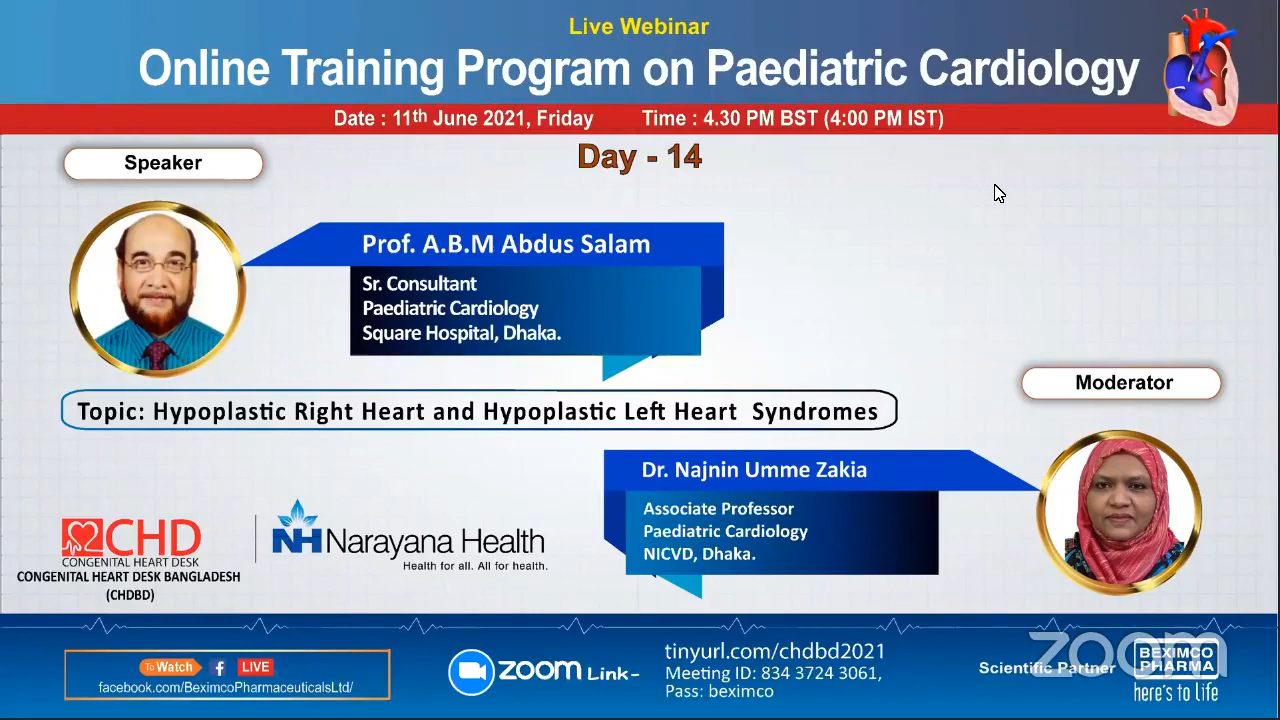 Live Webinar
Online Training Program on Paediatric Cardiology
Date : 11th June 2021, Friday Time : 4.30 PM BST (4:00 PM IST)
Day - 14
Speaker
Prof. A.B.M Abdus Salam
Sr. Consultant
Paediatric Cardiology
Square Hospital, Dhaka.
Topic: Hypoplastic Right Heart and Hypoplastic Left Heart Syndromes
Moderator
Dr. Najnin Umme Zakia
Associate Professor
Paediatric Cardiology
NICVD, Dhaka.
CHD
CONGENITAL HEART DESK
CONGENITAL HEART DESK BANGLADESH
(CHDBD)
NH Narayana Health
Health for all. All for health.
To Watch f LIVE
facebook.com/BeximcoPharmaceuticalsLtd/
zoom Link-
tinyurl.com/chdbd2021
Meeting ID: 834 3724 3061,
Pass: beximco
Scientific Partner
BEXIMCO
PHARMA
here's to life
zoom